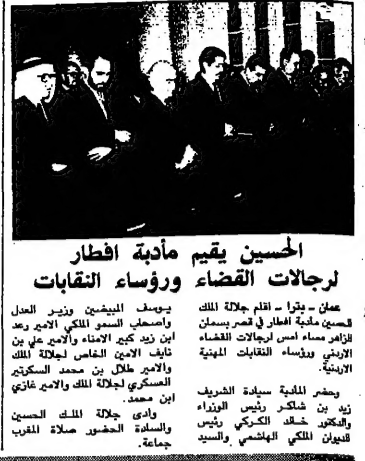 الحسين يقيم مأدبة افطار
لرجالات القضاء ورؤساء النقابات
عمان - بترا - اقام جلالة الملك
الحسين مأدبة افطار في قصر بسمان
الزاهر مساء امس لرجالات القضاء
الاردني ورؤساء النقابات المهنية
الاردنية.
وحضر المأدبة سيادة الشريف
زيد بن شاكر رئيس الوزراء
والدكتور خالد الكركي رئيس
الديوان الملكي الهاشمي والسيد
يوسف المبيضين وزير العدل
واصحاب السمو الملكي الامير رعد
ابن زيد كبير الامناء والامير علي بن
نايف الامين الخاص لجلالة الملك
والامير طلال بن محمد السكرتير
العسكري لجلالة الملك والامير غازي
ابن محمد.
وادى جلالة الملك الحسين
والسادة الحضور صلاة المغرب
جماعة.